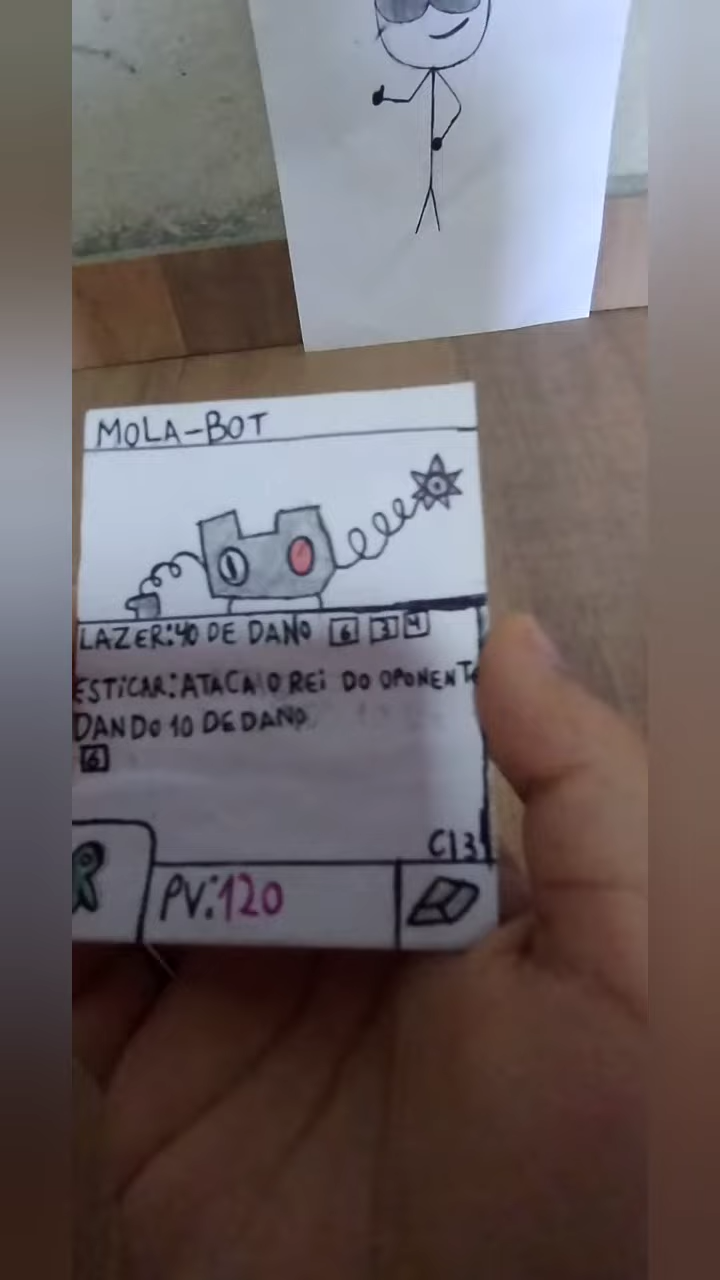 MOLA-BOT
LAZER:40 DE DANO 6 3 4
ESTICAR:ATACA O REI DO OPONENTE
DANDO 10 DE DANO
6
C13
R PV:120